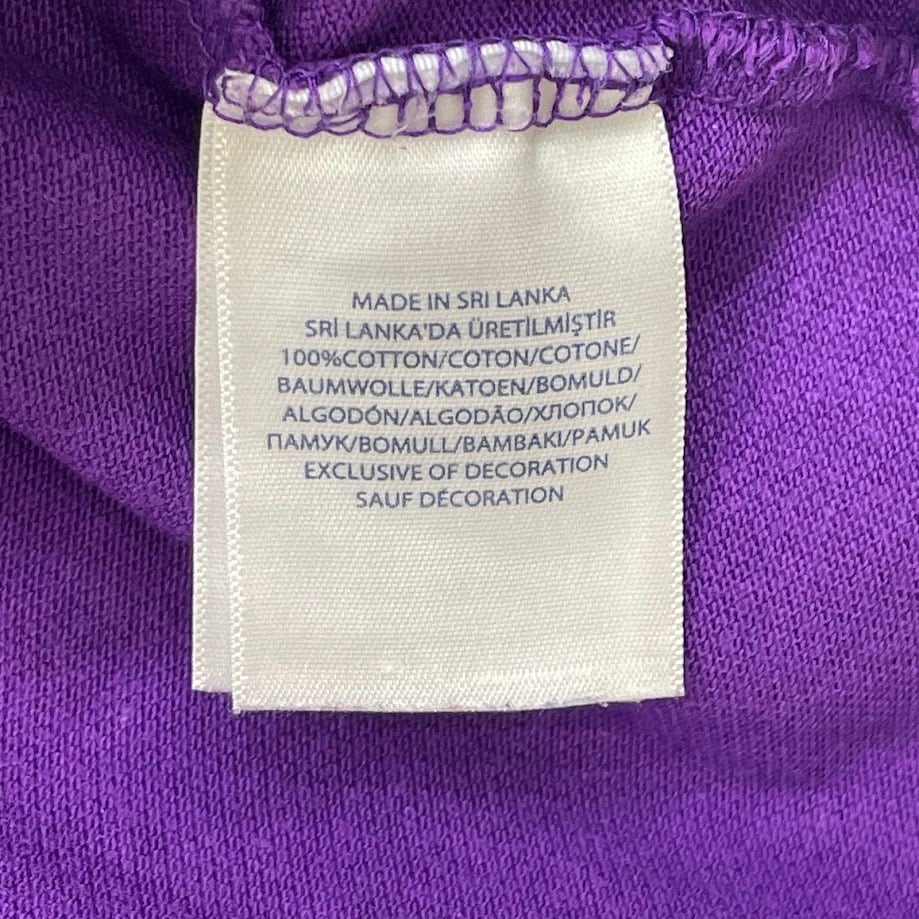 MADE IN SRI LANKA
SRİ LANKA'DA ÜRETİLMİŞTİR
100%COTTON/COTON/COTONE/
BAUMWOLLE/KATOEN/BOMULD/
ALGODÓN/ALGODÃO/ХЛОПОК/
ПАМУК/BOMULL/BAMBAKI/PAMUK
EXCLUSIVE OF DECORATION
SAUF DÉCORATION